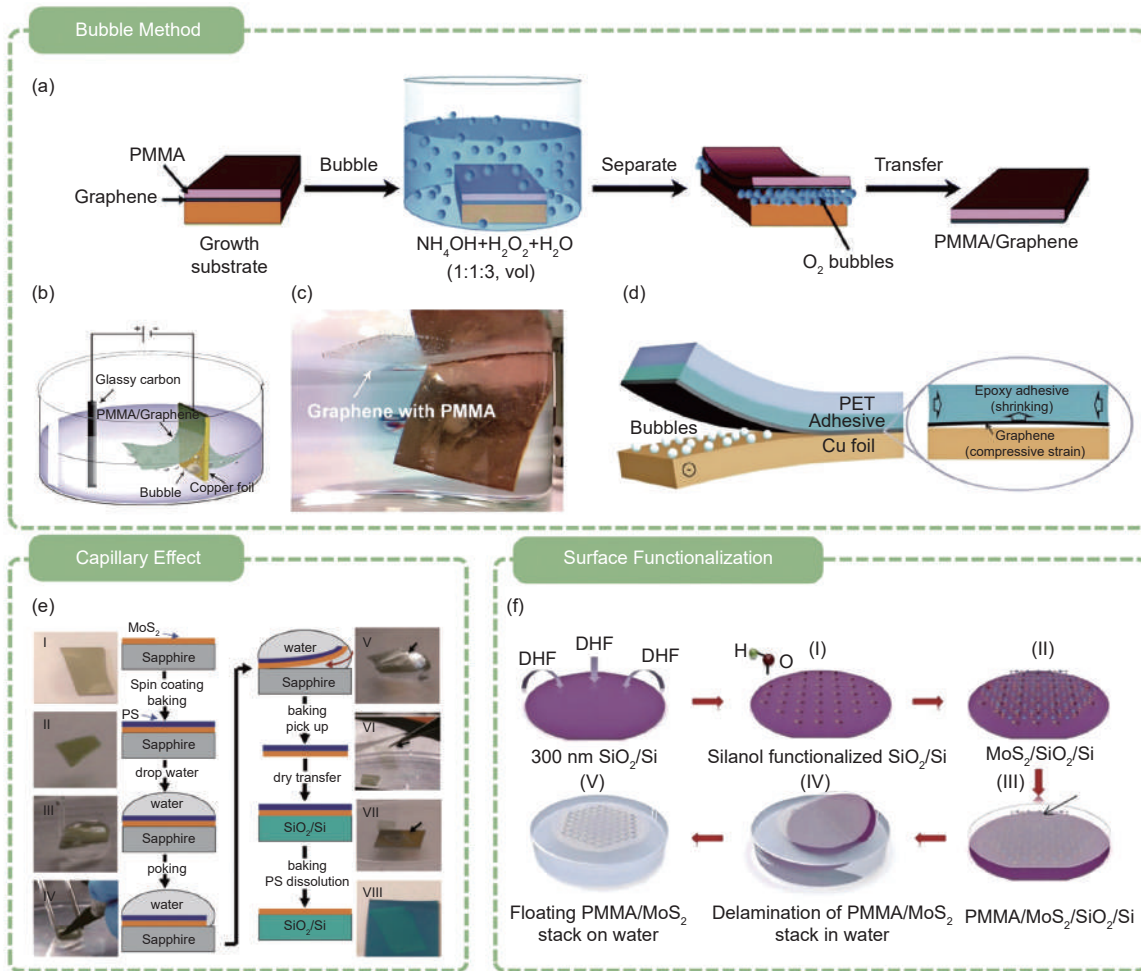 Bubble Method
(a)
PMMA
Graphene
Growth
substrate
Bubble
NH₄OH+H₂O₂+H₂O
(1:1:3, vol)
Separate
O₂ bubbles
Transfer
PMMA/Graphene
(b)
+ -
Glassy carbon
PMMA/Graphene
Bubble
Copper foil
(c)
Graphene with PMMA
(d)
PET
Adhesive
Cu foil
Bubbles
-
Epoxy adhesive
(shrinking)
Graphene
(compressive strain)
Capillary Effect
(e)
I
MoS₂
Sapphire
Spin coating
baking
II
PS
Sapphire
drop water
III
water
Sapphire
poking
IV
water
Sapphire
water
Sapphire
V
baking
pick up
VI
dry transfer
SiO₂/Si
VII
baking
PS dissolution
SiO₂/Si
VIII
Surface Functionalization
(f)
DHF
DHF
DHF
300 nm SiO₂/Si
H
O
(I)
Silanol functionalized SiO₂/Si
(II)
MoS₂/SiO₂/Si
(III)
PMMA/MoS₂/SiO₂/Si
(IV)
Delamination of PMMA/MoS₂
stack in water
(V)
Floating PMMA/MoS₂
stack on water